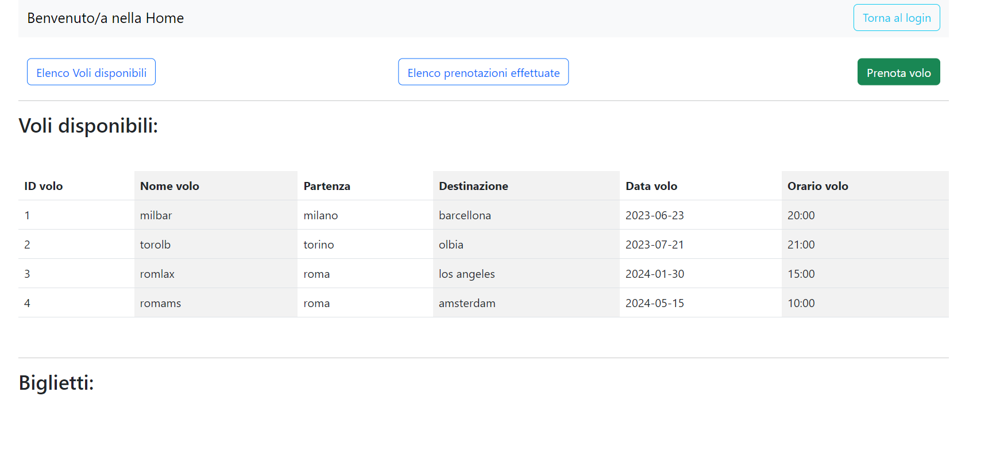 Benvenuto/a nella Home Torna al login
Elenco Voli disponibili Elenco prenotazioni effettuate Prenota volo
Voli disponibili:
ID volo Nome volo Partenza Destinazione Data volo Orario volo
1 milbar milano barcellona 2023-06-23 20:00
2 torolb torino olbia 2023-07-21 21:00
3 romlax roma los angeles 2024-01-30 15:00
4 romams roma amsterdam 2024-05-15 10:00
Biglietti: